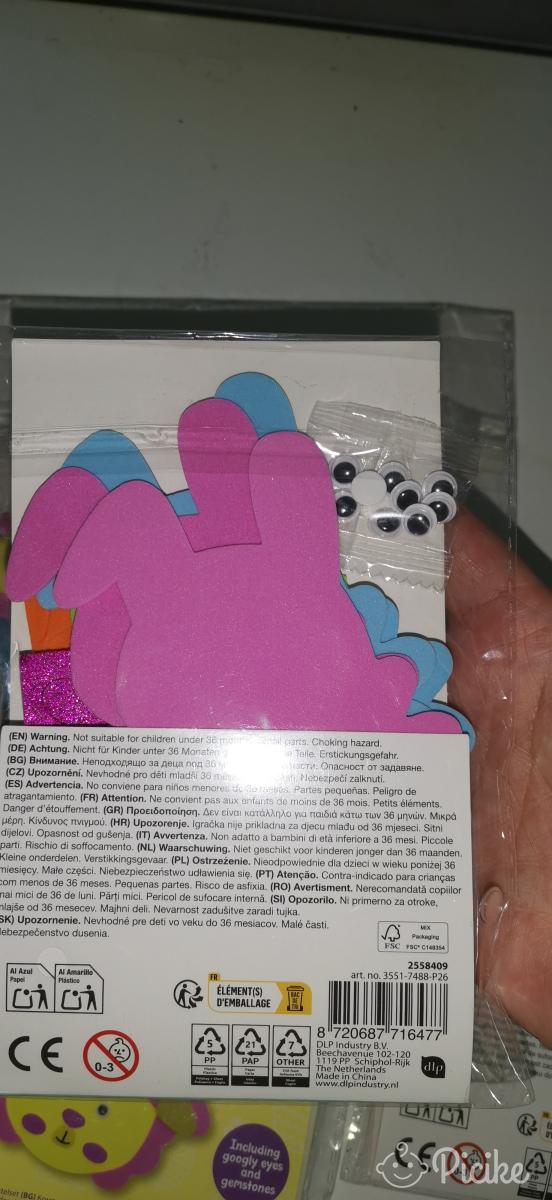 (EN) Warning. Not suitable for children under 36 small parts. Choking hazard.
(DE) Achtung. Nicht für Kinder unter 36 Monaten Teile. Erstickungsgefahr.
(BG) Внимание. Неподходящо за деца под 36 Опасност от задавяне.
(CZ) Upozornění. Nevhodné pro děti mladší 36 Nebezpečí zalknutí.
(ES) Advertencia. No conviene para niños menores de 36 meses. Partes pequeñas. Peligro de
atragantamiento. (FR) Attention. Ne convient pas aux enfants de moins de 36 mois. Petits éléments.
Danger d'étouffement. (GR) Προειδοποίηση. Δεν είναι κατάλληλο για παιδιά κάτω των 36 μηνών. Μικρά
μέρη. Κίνδυνος πνιγμού. (HR) Upozorenje. Igračka nije prikladna za djecu mlađu od 36 mjeseci. Sitni
dijelovi. Opasnost od gušenja. (IT) Avvertenza. Non adatto a bambini di età inferiore a 36 mesi. Piccole
parti. Rischio di soffocamento. (NL) Waarschuwing. Niet geschikt voor kinderen jonger dan 36 maanden.
Kleine onderdelen. Verstikkingsgevaar. (PL) Ostrzeżenie. Nieodpowiednie dla dzieci w wieku poniżej 36
miesięcy. Małe części. Niebezpieczeństwo udławienia się. (PT) Atenção. Contra-indicado para crianças
com menos de 36 meses. Pequenas partes. Risco de asfixia. (RO) Avertisment. Nerecomandată copiilor
mai mici de 36 de luni. Părți mici. Pericol de sufocare internă. (SI) Opozorilo. Ni primerno za otroke,
mlajše od 36 mesecev. Majhni deli. Nevarnost zadušitve zaradi tujka.
(SK) Upozornenie. Nevhodné pre deti vo veku do 36 mesiacov. Malé časti.
Nebezpečenstvo dusenia.
FSC
MIX
Packaging
FSC® C148354
Al Azul
Papel
Al Amarillo
Plástico
FR
ÉLÉMENT(S)
D'EMBALLAGE
BAC
DE
TRI
2558409
art. no. 3551-7488-P26
8 720687 716477
CE
0-3
5
PP
21
PAP
7
OTHER
DLP Industry B.V.
Beechavenue 102-120
1119 PP Schiphol-Rijk
The Netherlands
Made in China
www.dlpindustry.nl
dlp
Including
googly eyes
and
gemstones
CE
Picike